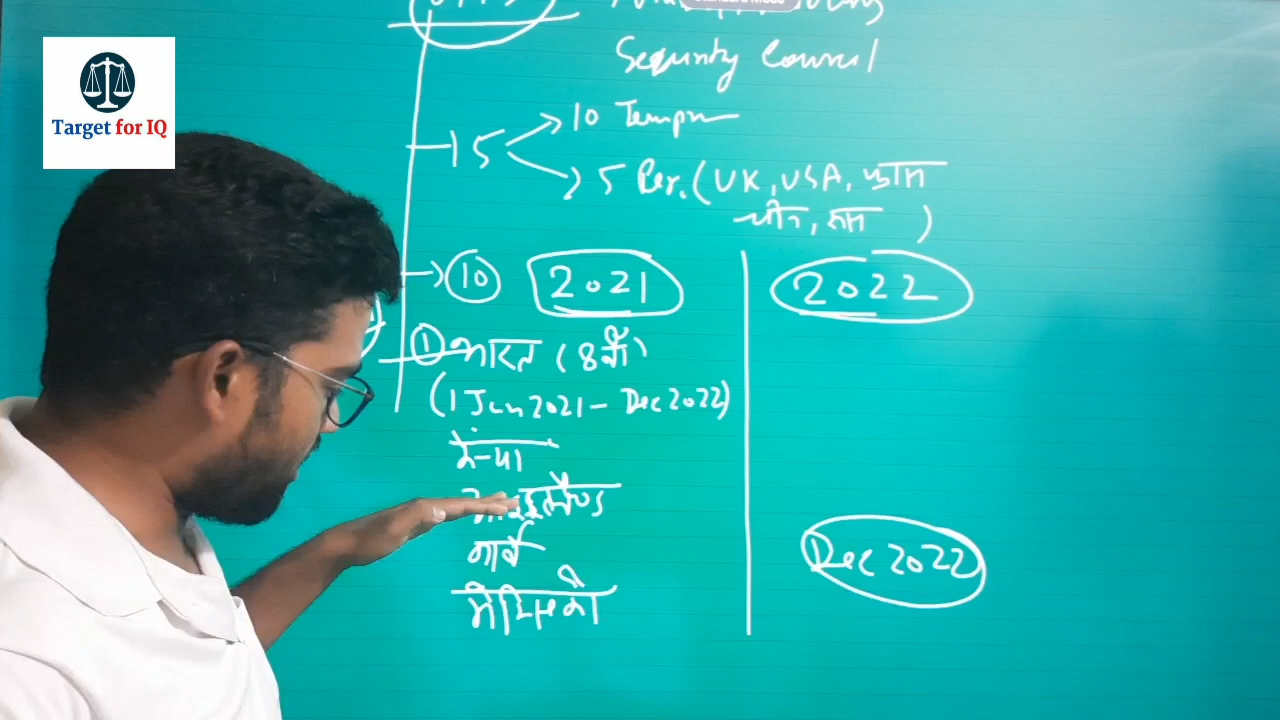 Target for IQ
Security Council
15
10 Temp
5 Per. (UK, USA, फ्रांस
चीन, रूस)
10 2021
2022
① भारत (8वीं)
(1 Jan 2021 - Dec 2022)
केन्या
गार्वे
मैक्सिको
Dec 2022